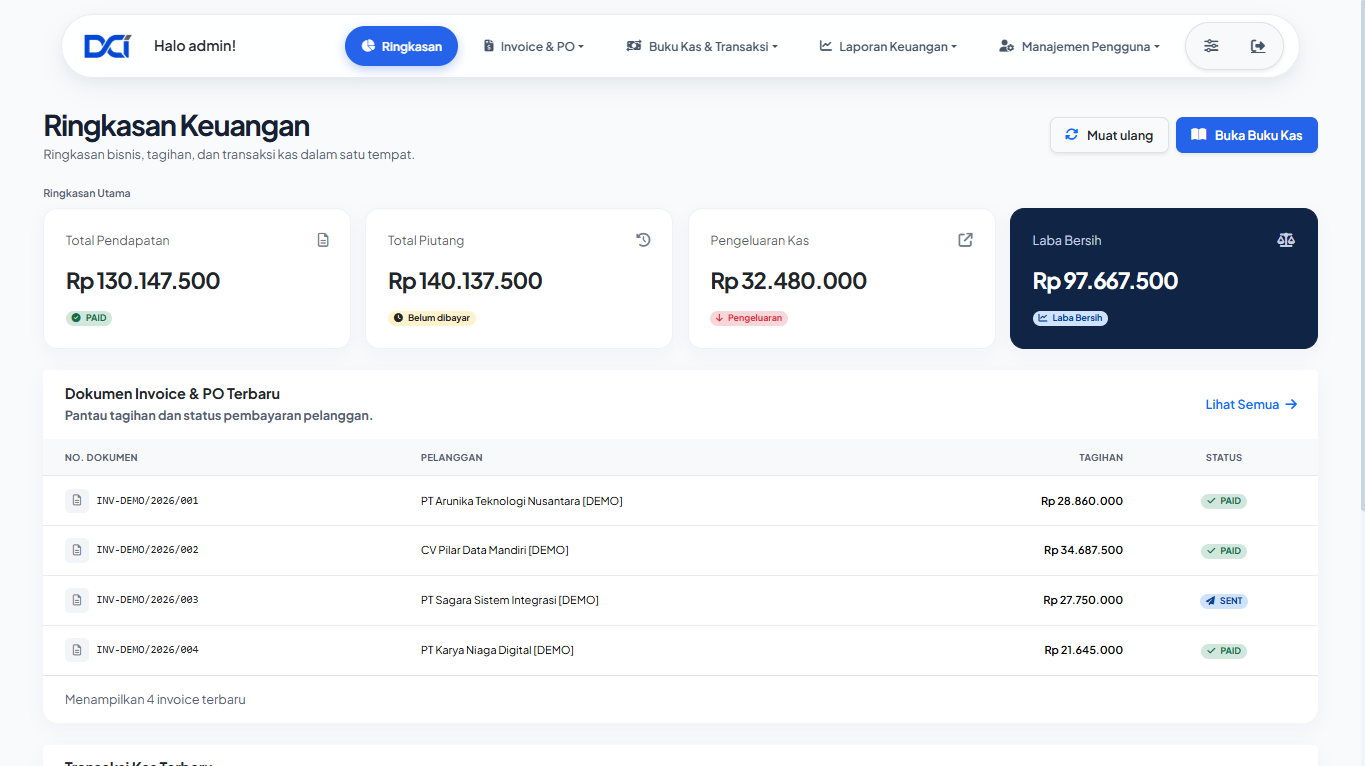 DCI
Halo admin!
Ringkasan
Invoice & PO
Buku Kas & Transaksi
Laporan Keuangan
Manajemen Pengguna
Ringkasan Keuangan
Ringkasan bisnis, tagihan, dan transaksi kas dalam satu tempat.
Muat ulang
Buka Buku Kas
Ringkasan Utama
Total Pendapatan
Rp 130.147.500
PAID
Total Piutang
Rp 140.137.500
Belum dibayar
Pengeluaran Kas
Rp 32.480.000
Pengeluaran
Laba Bersih
Rp 97.667.500
Laba Bersih
Dokumen Invoice & PO Terbaru
Pantau tagihan dan status pembayaran pelanggan.
Lihat Semua
NO. DOKUMEN PELANGGAN TAGIHAN STATUS
INV-DEMO/2026/001 PT Arunika Teknologi Nusantara [DEMO] Rp 28.860.000 PAID
INV-DEMO/2026/002 CV Pilar Data Mandiri [DEMO] Rp 34.687.500 PAID
INV-DEMO/2026/003 PT Sagara Sistem Integrasi [DEMO] Rp 27.750.000 SENT
INV-DEMO/2026/004 PT Karya Niaga Digital [DEMO] Rp 21.645.000 PAID
Menampilkan 4 invoice terbaru
Transaksi Kas Terbaru